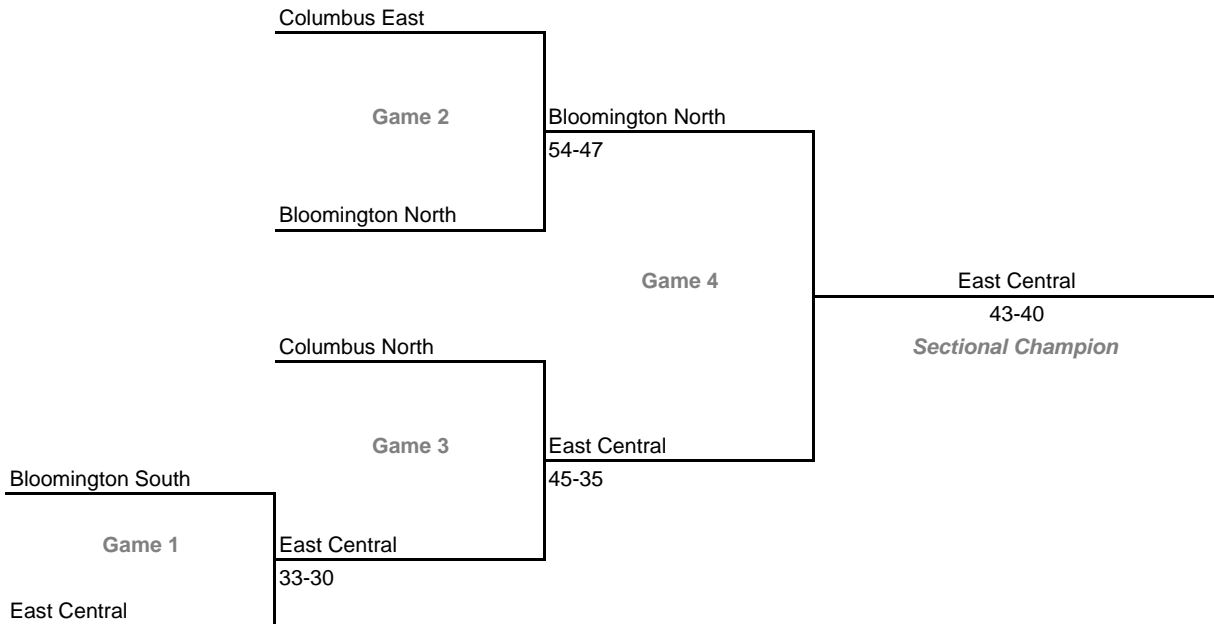 Columbus East
Game 2
Bloomington North
54-47
Bloomington North
Game 4
East Central
43-40
Columbus North
Sectional Champion
Game 3
East Central
Bloomington South
45-35
Game 1
East Central
33-30
East Central